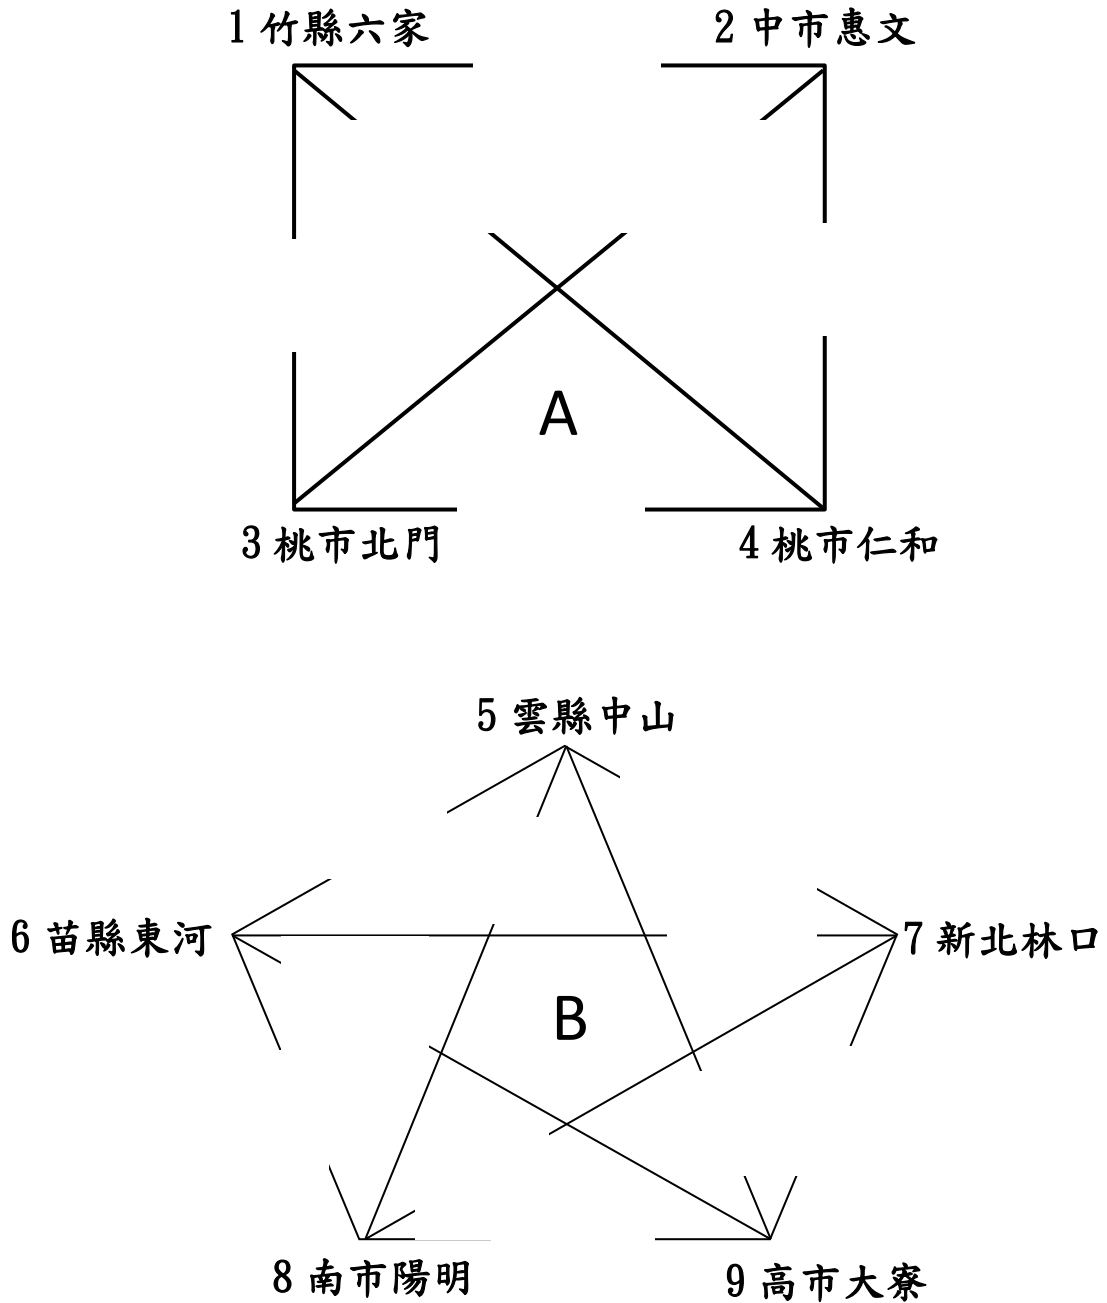 1 竹縣六家
2 中市惠文
A
3 桃市北門
4 桃市仁和
5 雲縣中山
6 苗縣東河
7 新北林口
B
8 南市陽明
9 高市大寮